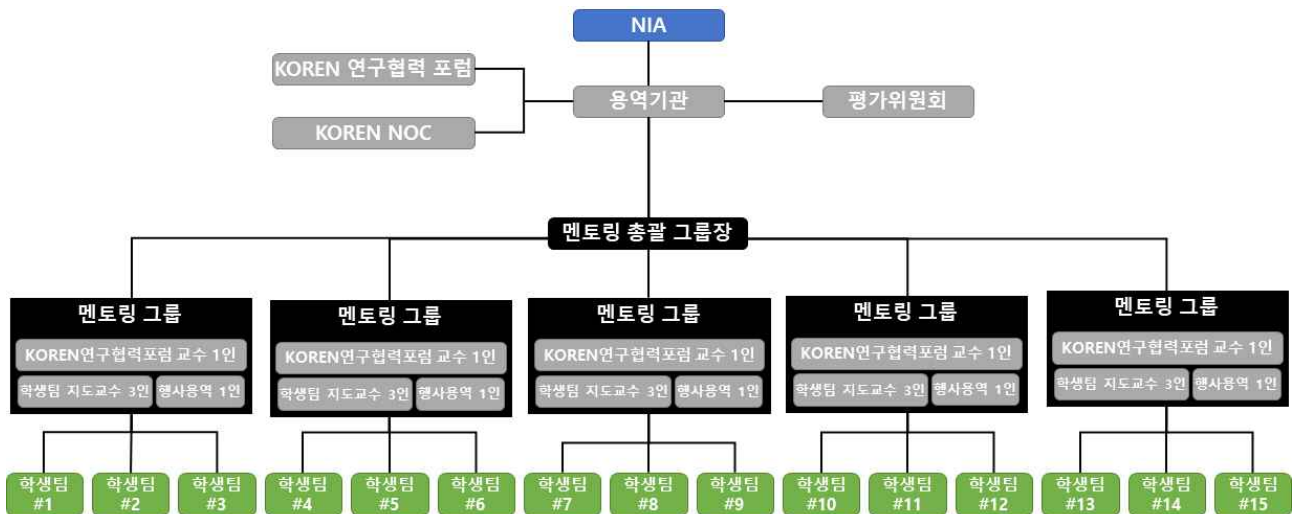 NIA
KOREN 연구협력 포럼
용역기관
평가위원회
KOREN NOC
멘토링 총괄 그룹장
멘토링 그룹
KOREN연구협력포럼 교수 1인
학생팀 지도교수 3인
행사용역 1인
멘토링 그룹
KOREN연구협력포럼 교수 1인
학생팀 지도교수 3인
행사용역 1인
멘토링 그룹
KOREN연구협력포럼 교수 1인
학생팀 지도교수 3인
행사용역 1인
멘토링 그룹
KOREN연구협력포럼 교수 1인
학생팀 지도교수 3인
행사용역 1인
멘토링 그룹
KOREN연구협력포럼 교수 1인
학생팀 지도교수 3인
행사용역 1인
학생팀
#1
학생팀
#2
학생팀
#3
학생팀
#4
학생팀
#5
학생팀
#6
학생팀
#7
학생팀
#8
학생팀
#9
학생팀
#10
학생팀
#11
학생팀
#12
학생팀
#13
학생팀
#14
학생팀
#15